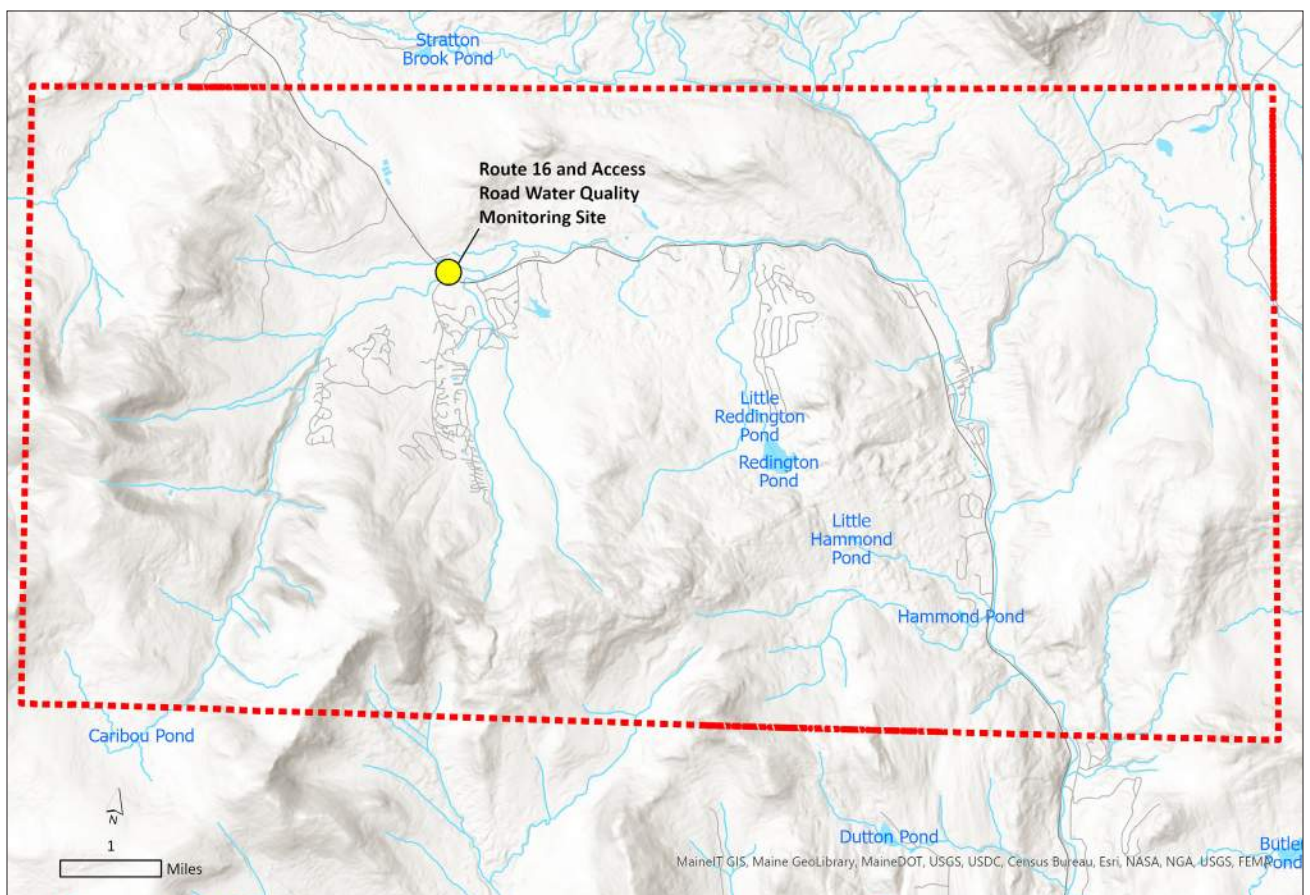 Stratton
Brook Pond
Route 16 and Access
Road Water Quality
Monitoring Site
Little
Reddington
Pond
Redington
Pond
Little
Hammond
Pond
Hammond Pond
Caribou Pond
N
1
Miles
Dutton Pond
Butler
Pond
MaineIT GIS, Maine GeoLibrary, MaineDOT, USGS, USDC, Census Bureau, Esri, NASA, NGA, USGS, FEMA